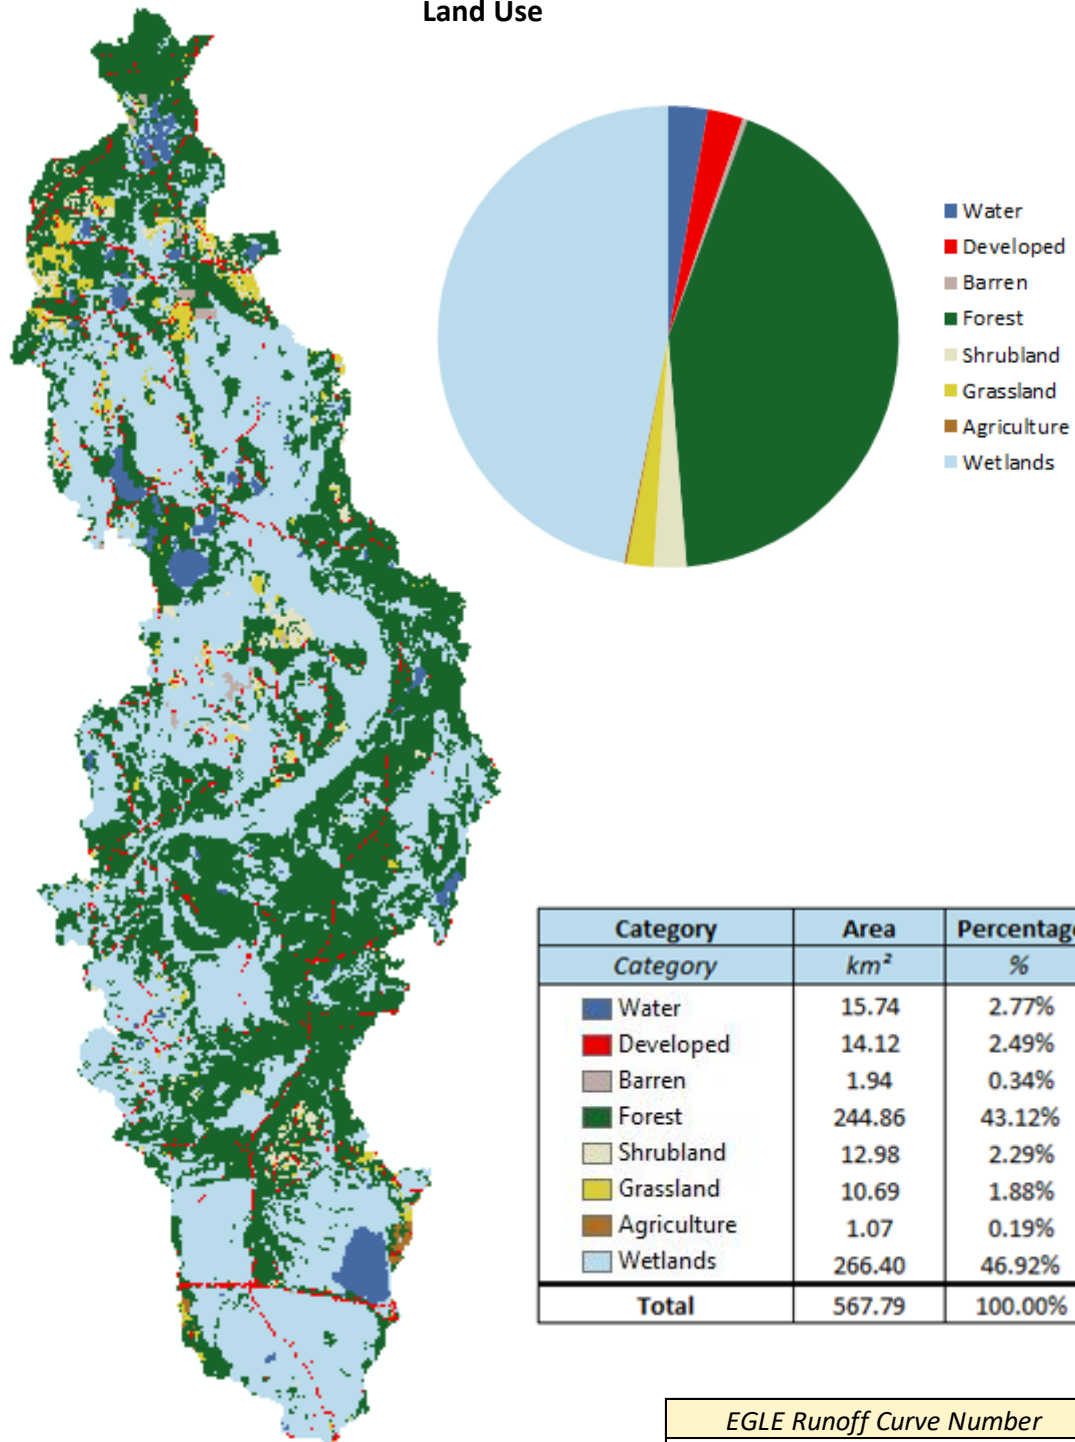 Land Use
Water
Developed
Barren
Forest
Shrubland
Grassland
Agriculture
Wetlands
Category Area Percentage
Category km² %
Water 15.74 2.77%
Developed 14.12 2.49%
Barren 1.94 0.34%
Forest 244.86 43.12%
Shrubland 12.98 2.29%
Grassland 10.69 1.88%
Agriculture 1.07 0.19%
Wetlands 266.40 46.92%
Total 567.79 100.00%
EGLE Runoff Curve Number